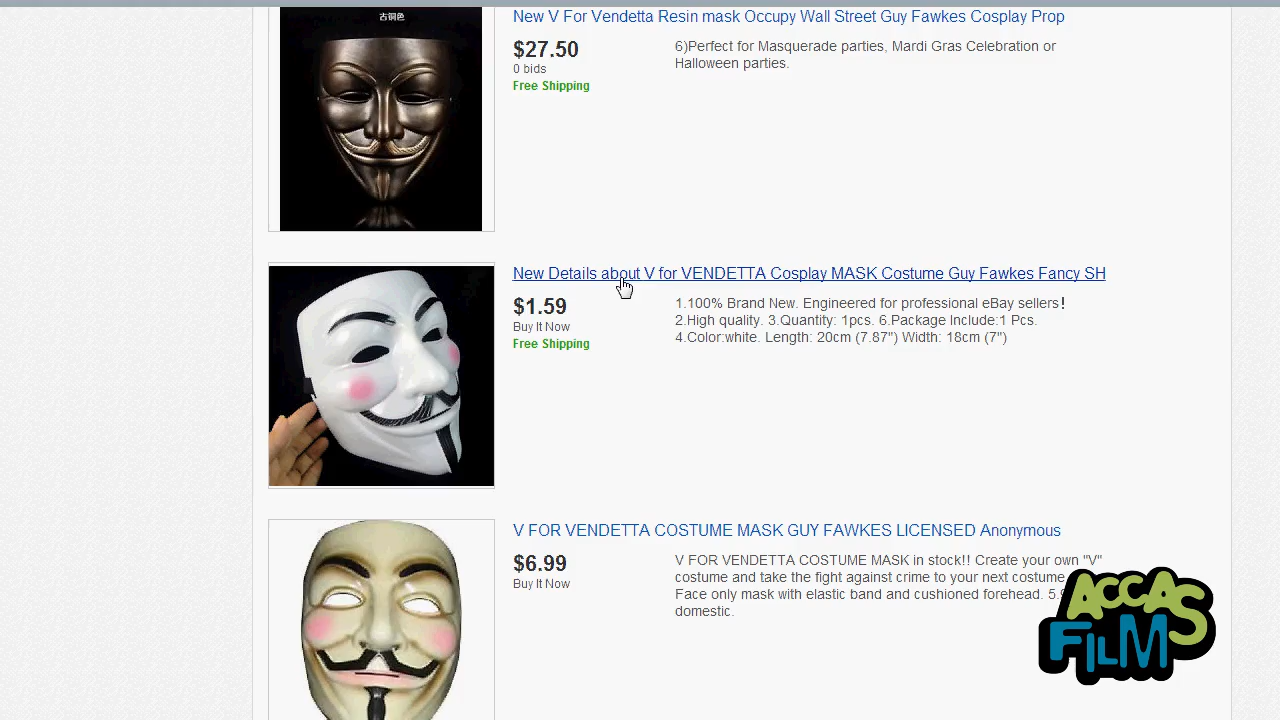 古铜色
New V For Vendetta Resin mask Occupy Wall Street Guy Fawkes Cosplay Prop
$27.50
0 bids
Free Shipping
6)Perfect for Masquerade parties, Mardi Gras Celebration or
Halloween parties.
New Details about V for VENDETTA Cosplay MASK Costume Guy Fawkes Fancy SH
$1.59
Buy It Now
Free Shipping
1.100% Brand New. Engineered for professional eBay sellers！
2.High quality. 3.Quantity: 1pcs. 6.Package Include:1 Pcs.
4.Color:white. Length: 20cm (7.87") Width: 18cm (7")
V FOR VENDETTA COSTUME MASK GUY FAWKES LICENSED Anonymous
$6.99
Buy It Now
V FOR VENDETTA COSTUME MASK in stock!! Create your own "V"
costume and take the fight against crime to your next costume
Face only mask with elastic band and cushioned forehead.
domestic.
ACCAS
FILM